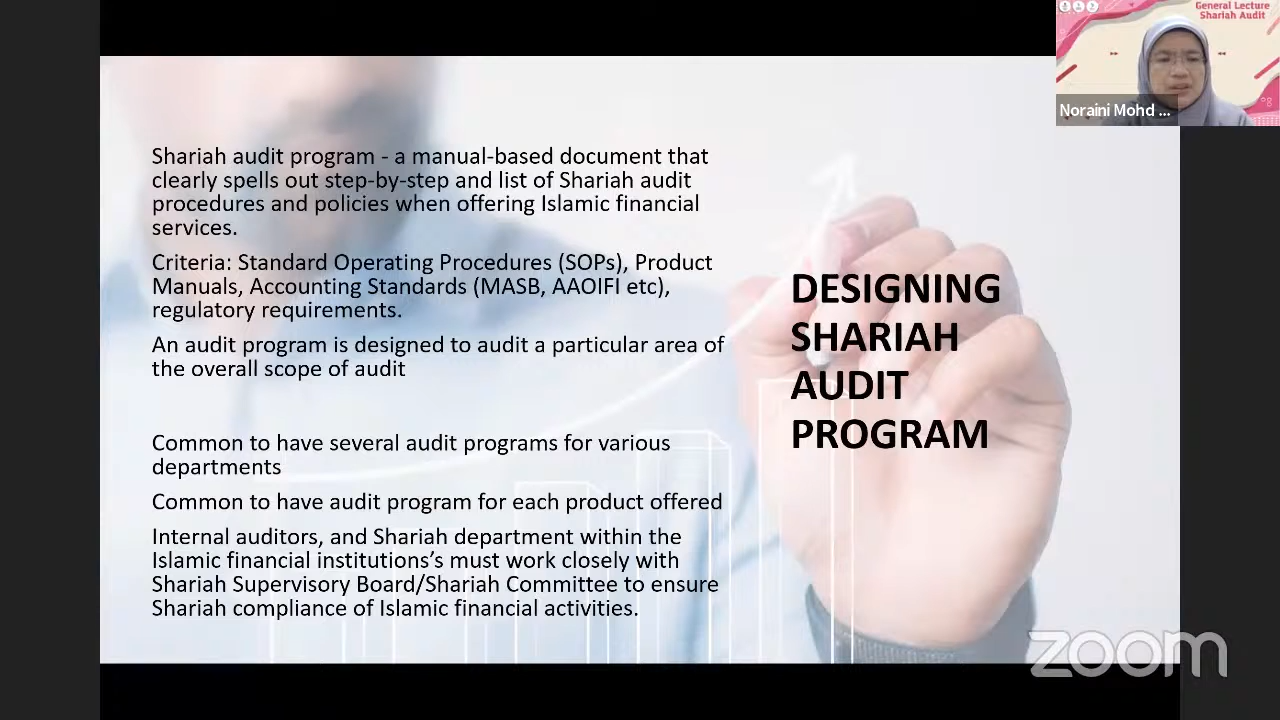 General Lecture
Shariah Audit
Noraini Mohd ...
Shariah audit program - a manual-based document that
clearly spells out step-by-step and list of Shariah audit
procedures and policies when offering Islamic financial
services.
Criteria: Standard Operating Procedures (SOPs), Product
Manuals, Accounting Standards (MASB, AAOIFI etc),
regulatory requirements.
An audit program is designed to audit a particular area of
the overall scope of audit
Common to have several audit programs for various
departments
Common to have audit program for each product offered
Internal auditors, and Shariah department within the
Islamic financial institutions’s must work closely with
Shariah Supervisory Board/Shariah Committee to ensure
Shariah compliance of Islamic financial activities.
DESIGNING
SHARIAH
AUDIT
PROGRAM
zoom